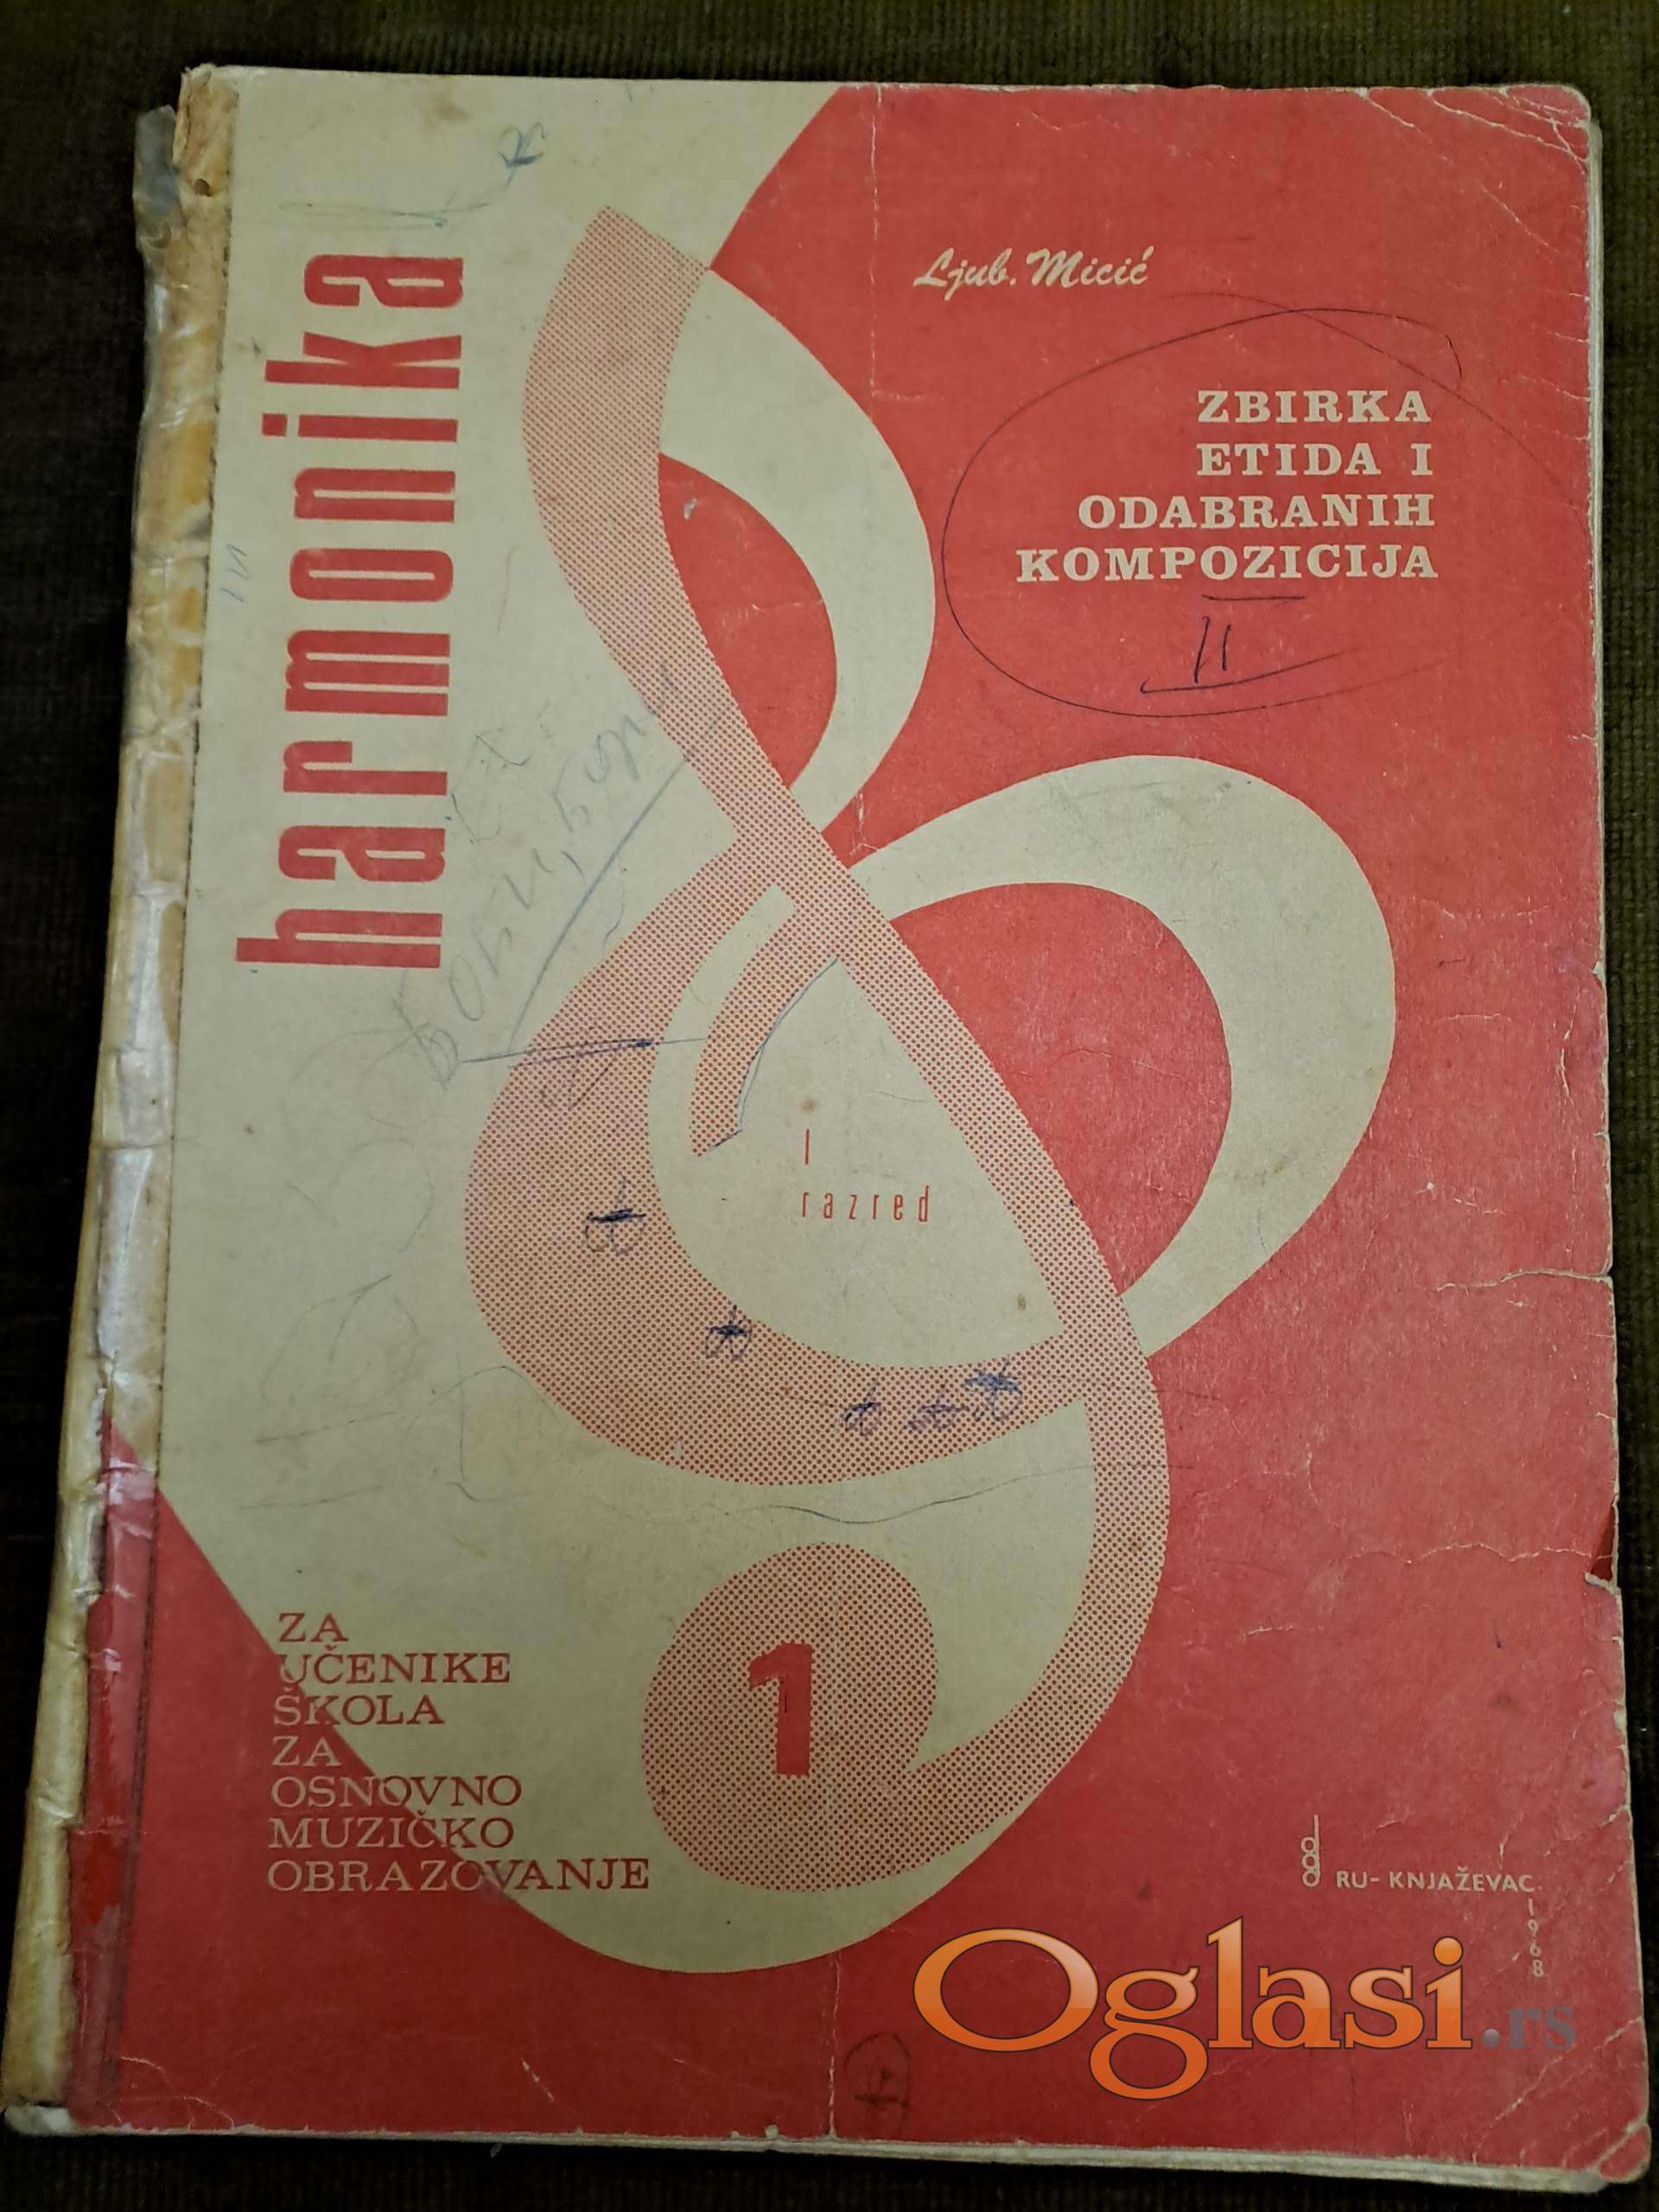 harmonika
Ljub. Micić
ZBIRKA
ETIDA I
ODABRANIH
KOMPOZICIJA
II
I
razred
1
ZA
UČENIKE
ŠKOLA
ZA
OSNOVNO
MUZIČKO
OBRAZOVANJE
RU-KNJAŽEVAC
1968
Oglasi.rs